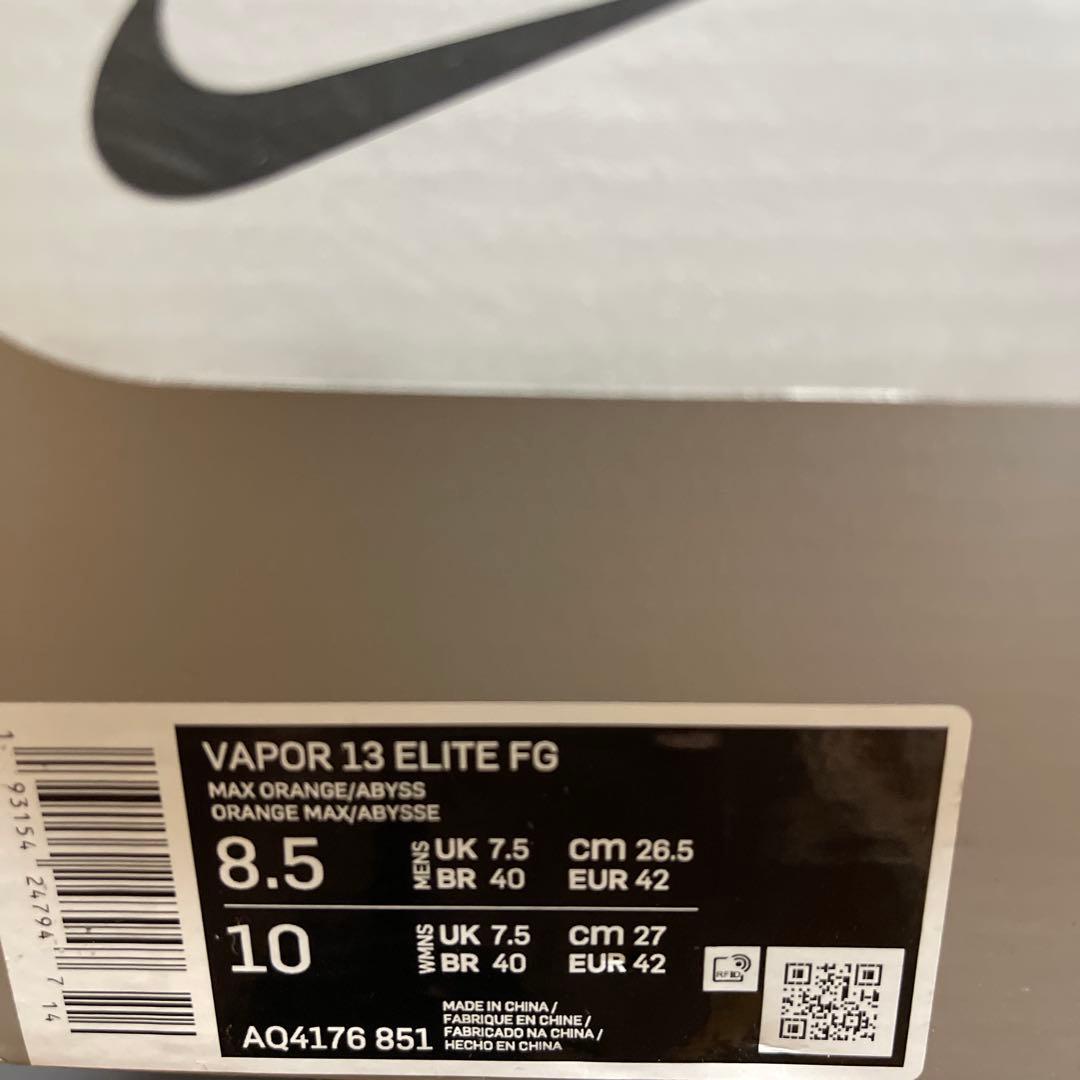 VAPOR 13 ELITE FG
MAX ORANGE/ABYSS
ORANGE MAX/ABYSSE
8.5 MENS UK 7.5 cm 26.5
BR 40 EUR 42
10 WMNS UK 7.5 cm 27
BR 40 EUR 42
RFID
AQ4176 851
MADE IN CHINA /
FABRIQUE EN CHINE /
FABRICADO NA CHINA /
HECHO EN CHINA
1 93154 24794 7 14